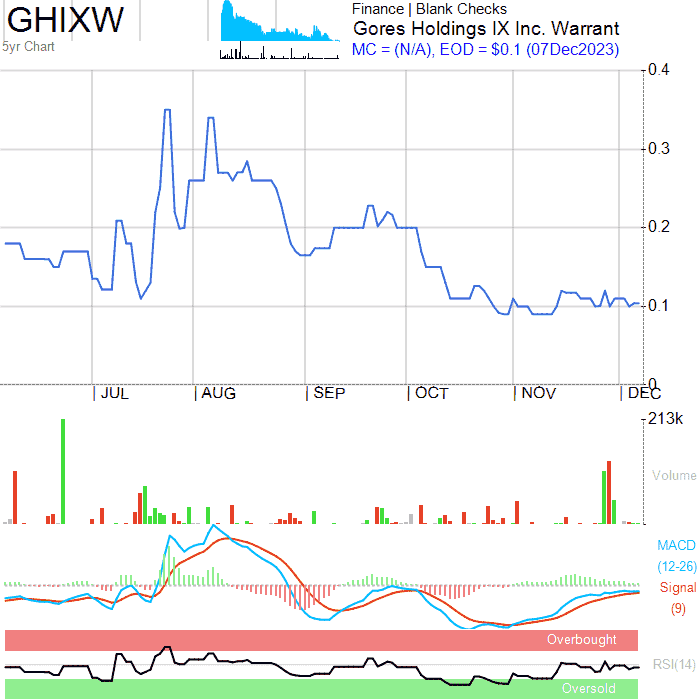 GHIXW
5yr Chart
Finance | Blank Checks
Gores Holdings IX Inc. Warrant
MC = (N/A), EOD = $0.1 (07Dec2023)
0.4
0.3
0.2
0.1
0
JUL AUG SEP OCT NOV DEC
213k
Volume
MACD
(12-26)
Signal
(9)
Overbought
RSI(14)
Oversold